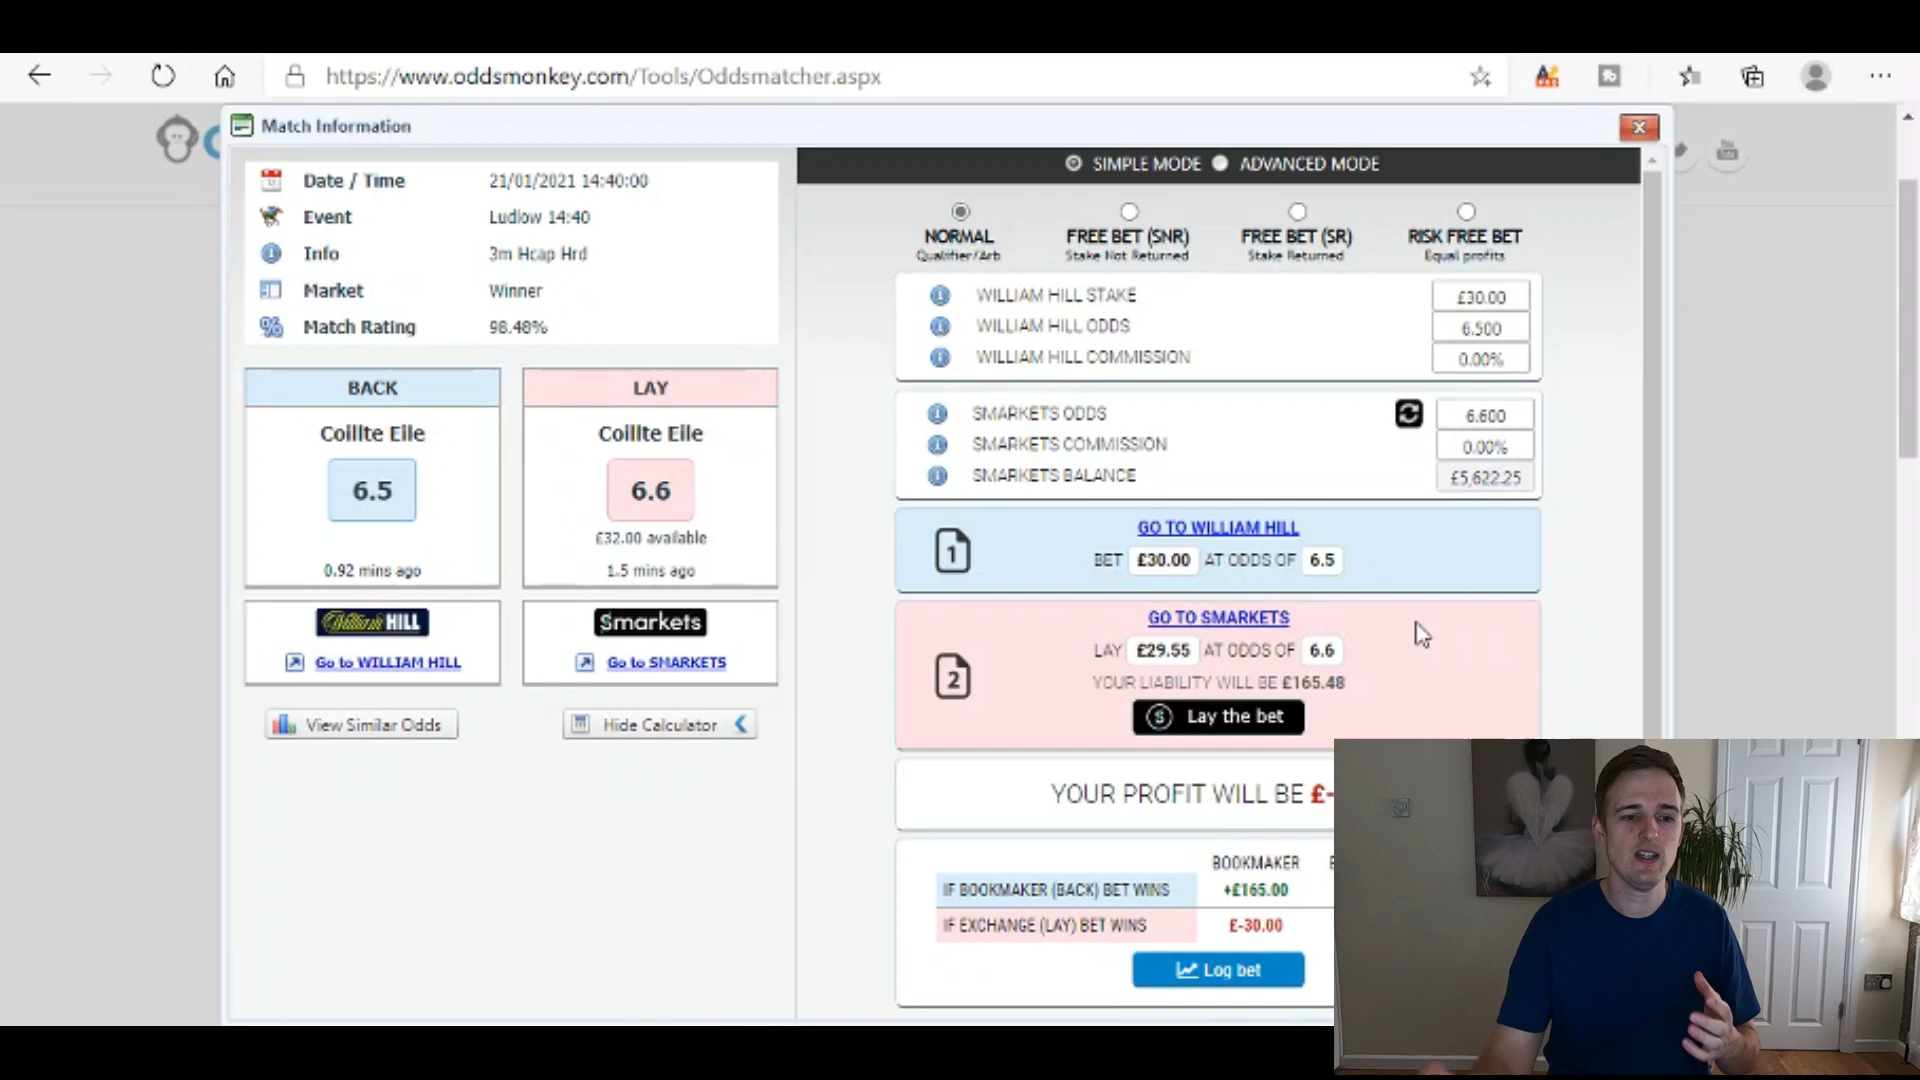 https://www.oddsmonkey.com/Tools/Oddsmatcher.aspx
Match Information
Date / Time 21/01/2021 14:40:00
Event Ludlow 14:40
Info 3m Hcap Hrd
Market Winner
Match Rating 98.48%
BACK
Coillte Eile
6.5
0.92 mins ago
William HILL
Go to WILLIAM HILL
LAY
Coillte Eile
6.6
£32.00 available
1.5 mins ago
Smarkets
Go to SMARKETS
View Similar Odds
Hide Calculator
SIMPLE MODE ADVANCED MODE
NORMAL
Qualifier/Arb
FREE BET (SNR)
Stake Not Returned
FREE BET (SR)
Stake Returned
RISK FREE BET
Equal profits
WILLIAM HILL STAKE £30.00
WILLIAM HILL ODDS 6.500
WILLIAM HILL COMMISSION 0.00%
SMARKETS ODDS 6.600
SMARKETS COMMISSION 0.00%
SMARKETS BALANCE £5,622.25
1
GO TO WILLIAM HILL
BET £30.00 AT ODDS OF 6.5
2
GO TO SMARKETS
LAY £29.55 AT ODDS OF 6.6
YOUR LIABILITY WILL BE £165.48
Lay the bet
YOUR PROFIT WILL BE £-
BOOKMAKER
IF BOOKMAKER (BACK) BET WINS +£165.00
IF EXCHANGE (LAY) BET WINS £-30.00
Log bet